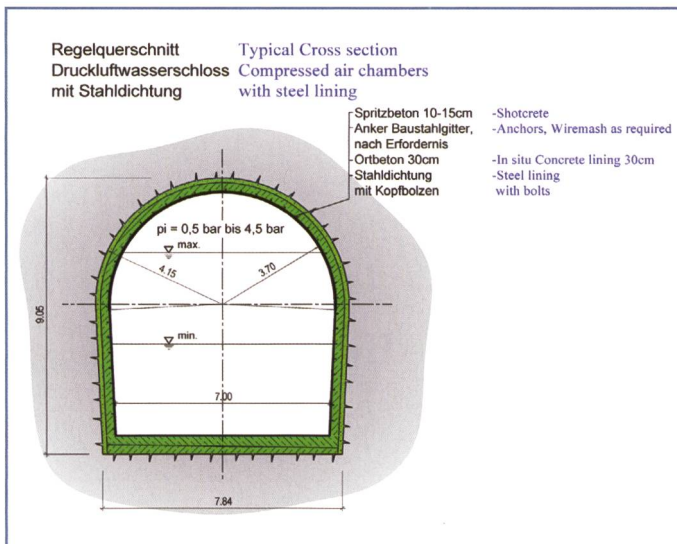 Regelquerschnitt Typical Cross section
Druckluftwasserschloss Compressed air chambers
mit Stahldichtung with steel lining
Spritzbeton 10-15cm -Shotcrete
Anker Baustahlgitter, -Anchors, Wiremash as required
nach Erfordernis
Ortbeton 30cm -In situ Concrete lining 30cm
Stahldichtung -Steel lining
mit Kopfbolzen with bolts
pi = 0,5 bar bis 4,5 bar
max.
4.15 3.70
9.05
min.
7.00
7.84